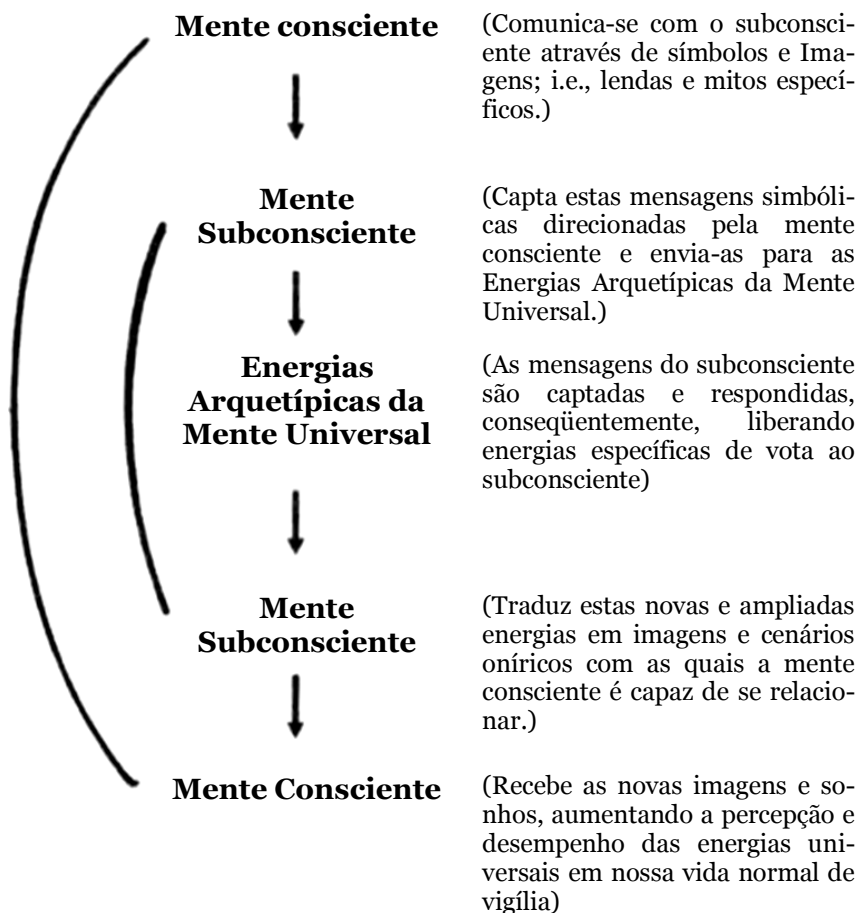 Mente consciente
(Comunica-se com o subconsci-
ente através de símbolos e Ima-
gens; i.e., lendas e mitos especí-
ficos.)
Mente
Subconsciente
(Capta estas mensagens simbóli-
cas direcionadas pela mente
consciente e envia-as para as
Energias Arquetípicas da Mente
Universal.)
Energias
Arquetípicas da
Mente Universal
(As mensagens do subconsciente
são captadas e respondidas,
conseqüentemente, liberando
energias específicas de vota ao
subconsciente)
Mente
Subconsciente
(Traduz estas novas e ampliadas
energias em imagens e cenários
oníricos com as quais a mente
consciente é capaz de se relacio-
nar.)
Mente Consciente
(Recebe as novas imagens e so-
nhos, aumentando a percepção e
desempenho das energias uni-
versais em nossa vida normal de
vigília)